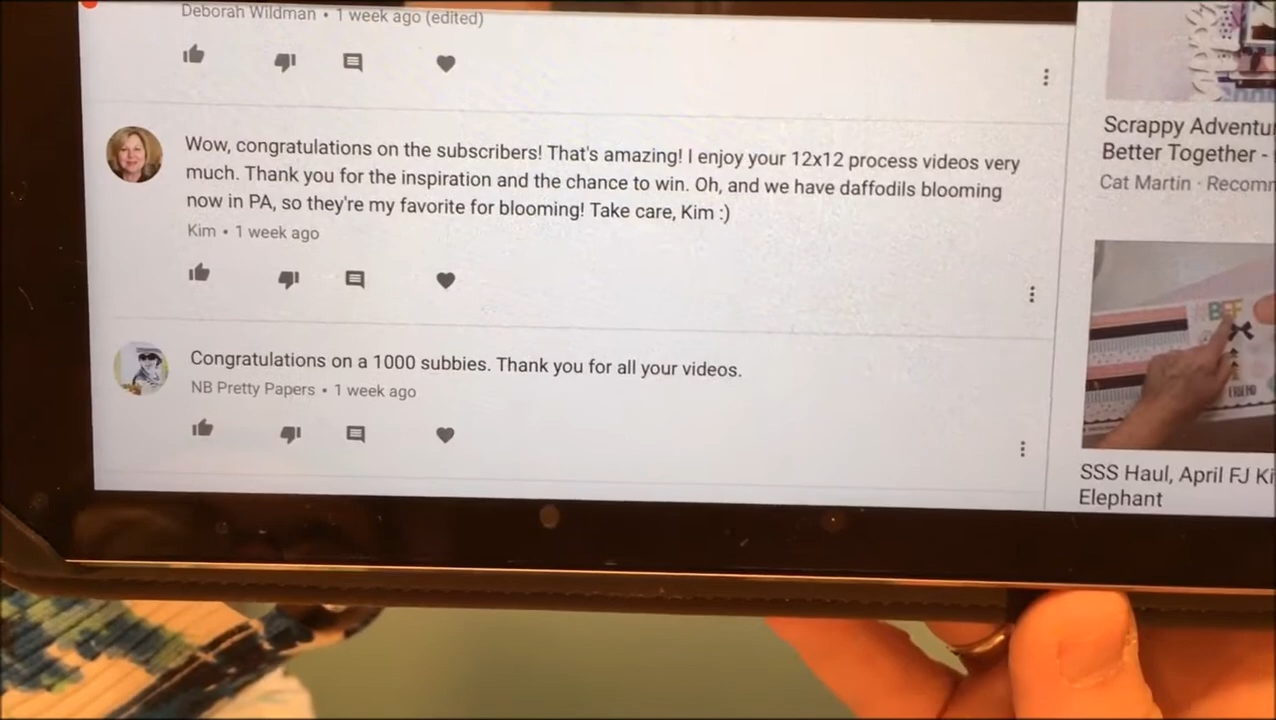 Deborah Wildman • 1 week ago (edited)
Wow, congratulations on the subscribers! That's amazing! I enjoy your 12x12 process videos very
much. Thank you for the inspiration and the chance to win. Oh, and we have daffodils blooming
now in PA, so they're my favorite for blooming! Take care, Kim :)
Kim • 1 week ago
Congratulations on a 1000 subbies. Thank you for all your videos.
NB Pretty Papers • 1 week ago
Scrappy Adventu
Better Together -
Cat Martin · Recomm
BFF
FRIEND
SSS Haul, April FJ Ki
Elephant